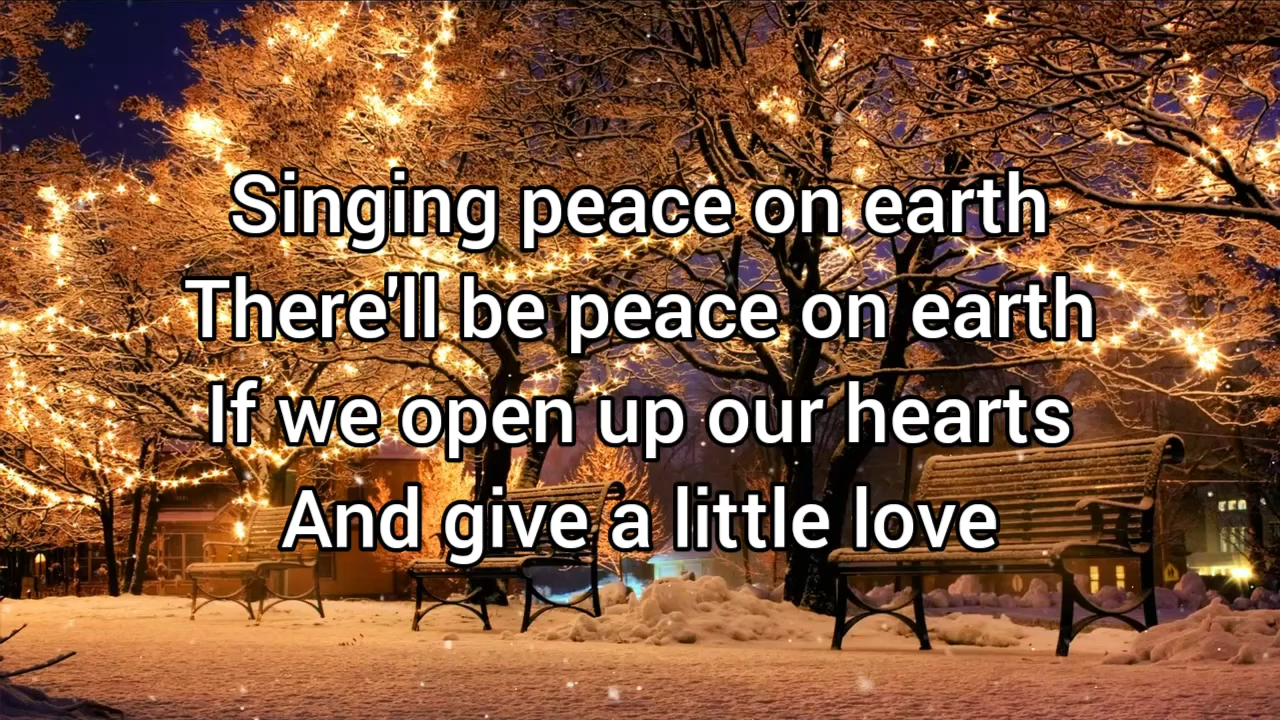 Singing peace on earth
There'll be peace on earth
If we open up our hearts
And give a little love